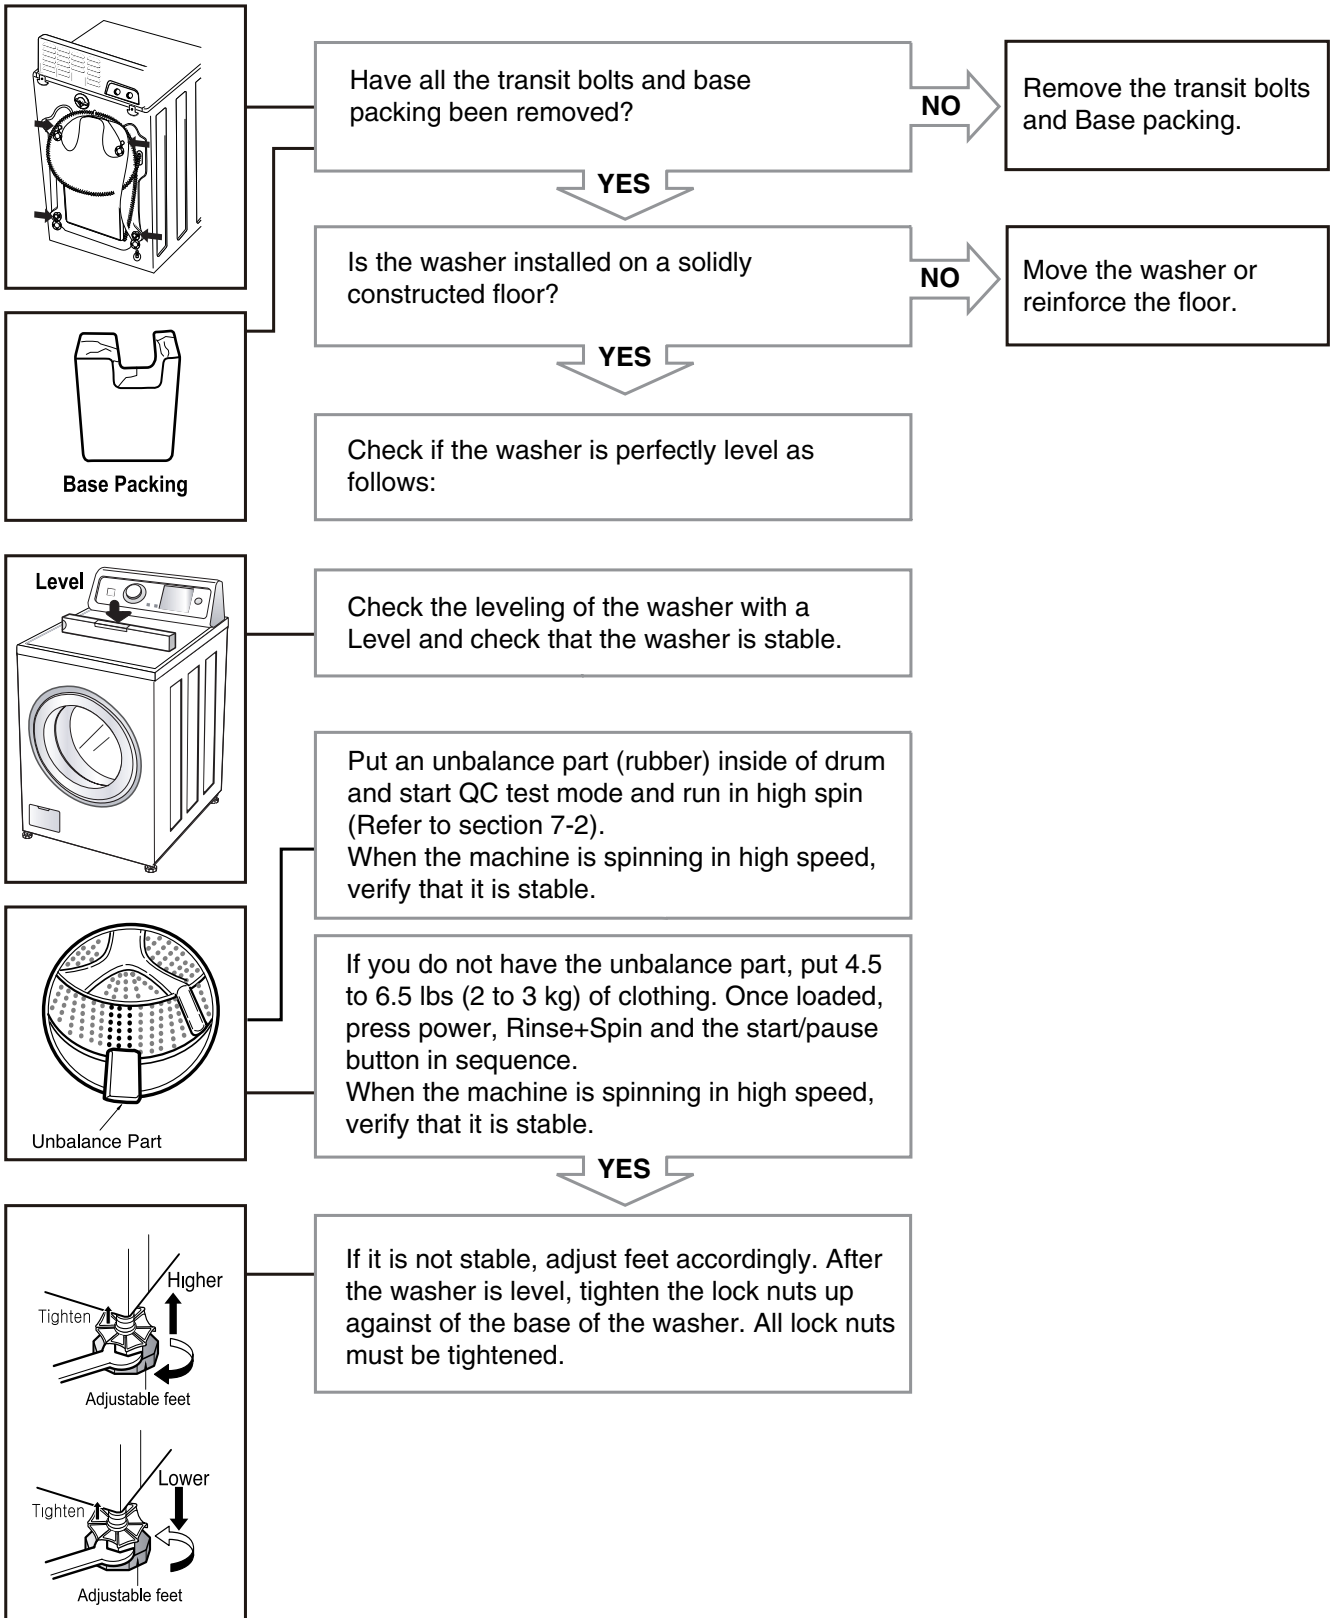 Have all the transit bolts and base
packing been removed?
NO
Remove the transit bolts
and Base packing.
YES
Is the washer installed on a solidly
constructed floor?
NO
Move the washer or
reinforce the floor.
YES
Base Packing
Check if the washer is perfectly level as
follows:
Level
Check the leveling of the washer with a
Level and check that the washer is stable.
Put an unbalance part (rubber) inside of drum
and start QC test mode and run in high spin
(Refer to section 7-2).
When the machine is spinning in high speed,
verify that it is stable.
Unbalance Part
If you do not have the unbalance part, put 4.5
to 6.5 lbs (2 to 3 kg) of clothing. Once loaded,
press power, Rinse+Spin and the start/pause
button in sequence.
When the machine is spinning in high speed,
verify that it is stable.
YES
Higher
Tighten
Adjustable feet
If it is not stable, adjust feet accordingly. After
the washer is level, tighten the lock nuts up
against of the base of the washer. All lock nuts
must be tightened.
Lower
Tighten
Adjustable feet